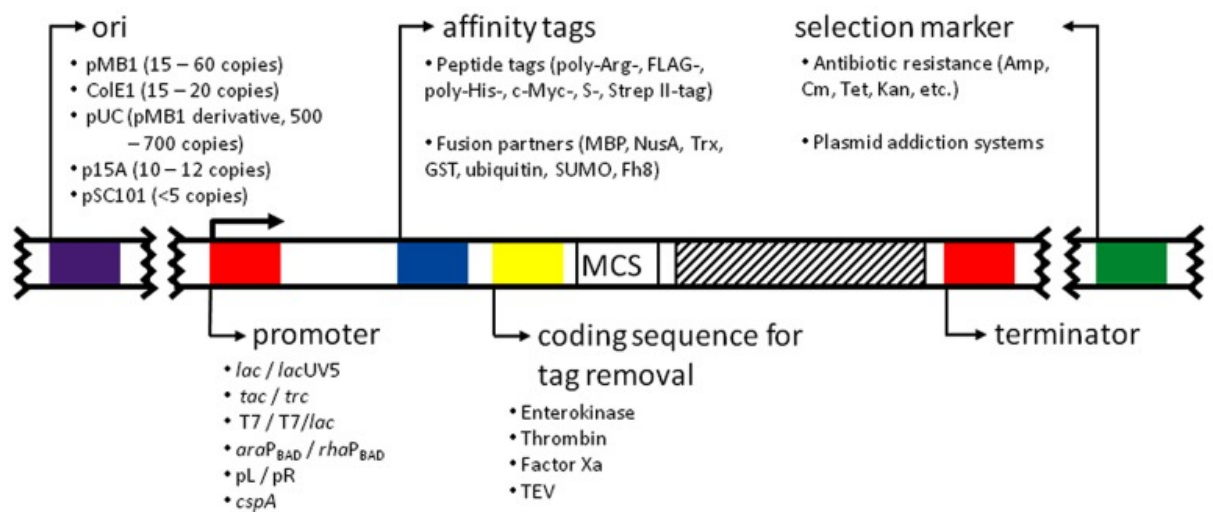 ori
• pMB1 (15 – 60 copies)
• ColE1 (15 – 20 copies)
• pUC (pMB1 derivative, 500
– 700 copies)
• p15A (10 – 12 copies)
• pSC101 (<5 copies)
affinity tags
• Peptide tags (poly-Arg-, FLAG-,
poly-His-, c-Myc-, S-, Strep II-tag)
• Fusion partners (MBP, NusA, Trx,
GST, ubiquitin, SUMO, Fh8)
selection marker
• Antibiotic resistance (Amp,
Cm, Tet, Kan, etc.)
• Plasmid addiction systems
MCS
promoter
• lac / lacUV5
• tac / trc
• T7 / T7/lac
• araPBAD / rhaPBAD
• pL / pR
• cspA
coding sequence for
tag removal
• Enterokinase
• Thrombin
• Factor Xa
• TEV
terminator